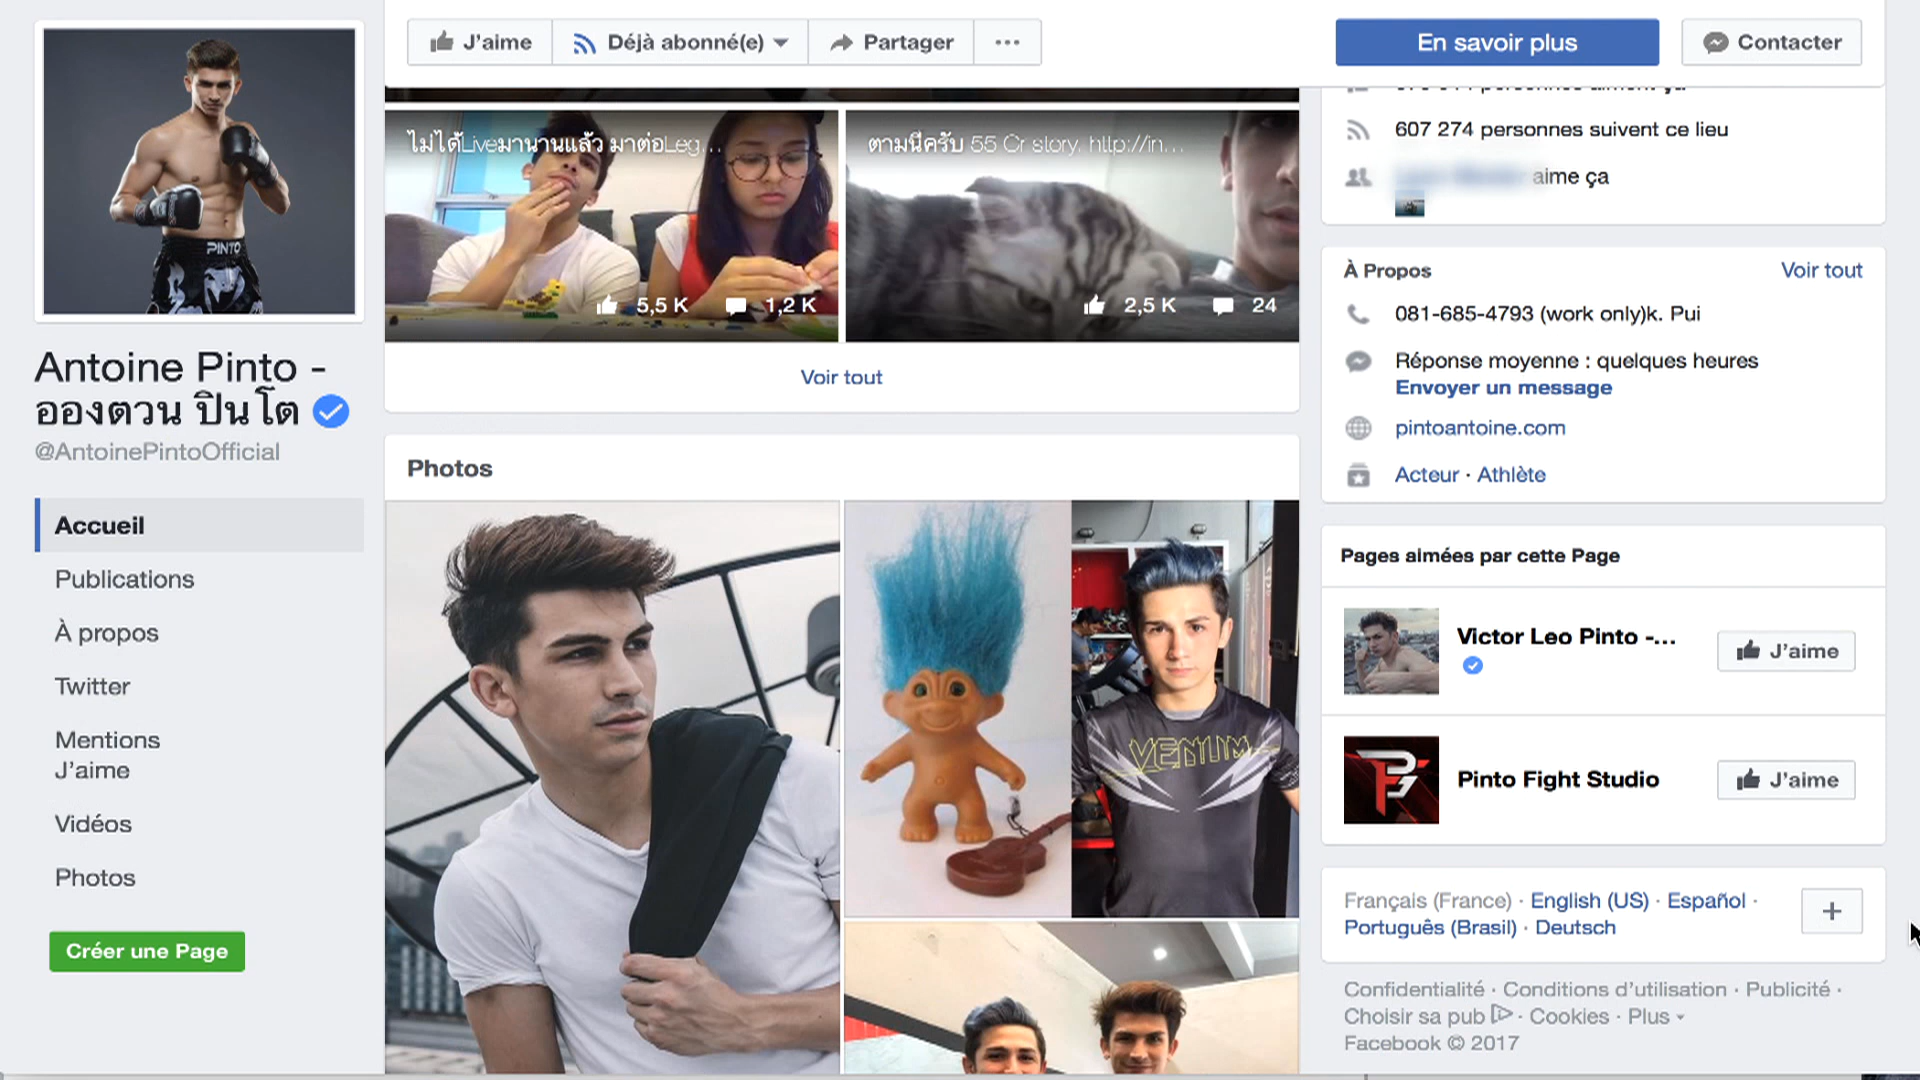 J'aime
Déjà abonné(e)
Partager
En savoir plus
Contacter
PINTO
Antoine Pinto -
อองตวน ปินโต
@AntoinePintoOfficial
Accueil
Publications
À propos
Twitter
Mentions
J'aime
Vidéos
Photos
Créer une Page
ไม่ได้Liveมานานแล้ว มาต่อLeg...
5,5 K
1,2 K
ตามนี้ครับ 55 Cr story. http://in...
2,5 K
24
Voir tout
Photos
VENUM
607 274 personnes suivent ce lieu
aime ça
À Propos
Voir tout
081-685-4793 (work only)k. Pui
Réponse moyenne : quelques heures
Envoyer un message
pintoantoine.com
Acteur · Athlète
Pages aimées par cette Page
Victor Leo Pinto -...
J'aime
Pinto Fight Studio
J'aime
Français (France) · English (US) · Español ·
Português (Brasil) · Deutsch
Confidentialité · Conditions d'utilisation · Publicité ·
Choisir sa pub · Cookies · Plus
Facebook © 2017